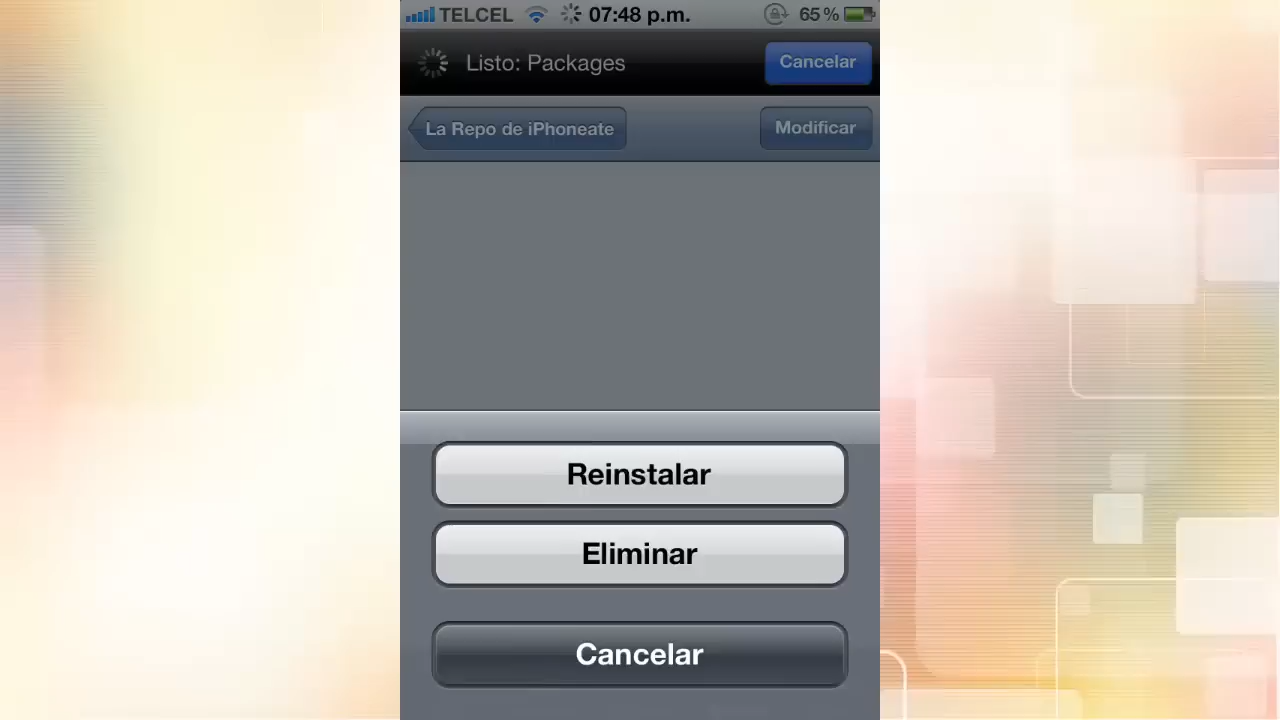 TELCEL 07:48 p.m. 65 %
Listo: Packages Cancelar
La Repo de iPhoneate Modificar
Reinstalar
Eliminar
Cancelar